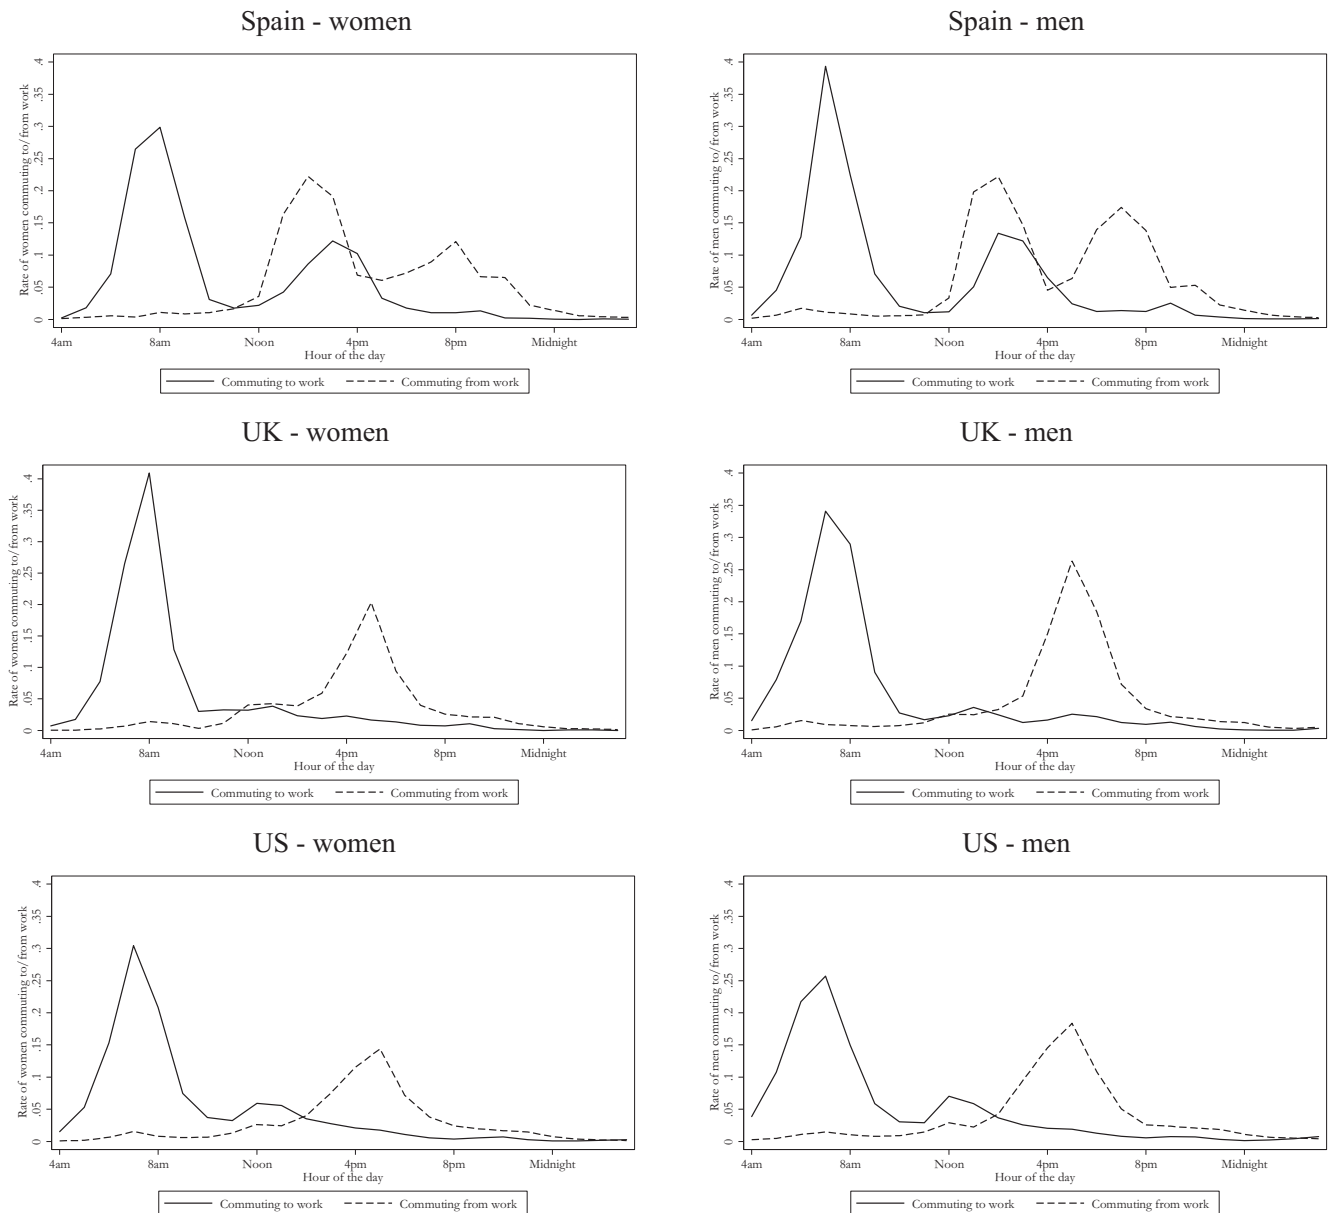 Spain - women
Rate of women commuting to/from work
.4
.35
.3
.25
.2
.15
.1
.05
0
4am 8am Noon 4pm 8pm Midnight
Hour of the day
Commuting to work Commuting from work
Spain - men
Rate of men commuting to/from work
.4
.35
.3
.25
.2
.15
.1
.05
0
4am 8am Noon 4pm 8pm Midnight
Hour of the day
Commuting to work Commuting from work
UK - women
Rate of women commuting to/from work
.4
.35
.3
.25
.2
.15
.1
.05
0
4am 8am Noon 4pm 8pm Midnight
Hour of the day
Commuting to work Commuting from work
UK - men
Rate of men commuting to/from work
.4
.35
.3
.25
.2
.15
.1
.05
0
4am 8am Noon 4pm 8pm Midnight
Hour of the day
Commuting to work Commuting from work
US - women
Rate of women commuting to/from work
.4
.35
.3
.25
.2
.15
.1
.05
0
4am 8am Noon 4pm 8pm Midnight
Hour of the day
Commuting to work Commuting from work
US - men
Rate of men commuting to/from work
.4
.35
.3
.25
.2
.15
.1
.05
0
4am 8am Noon 4pm 8pm Midnight
Hour of the day
Commuting to work Commuting from work